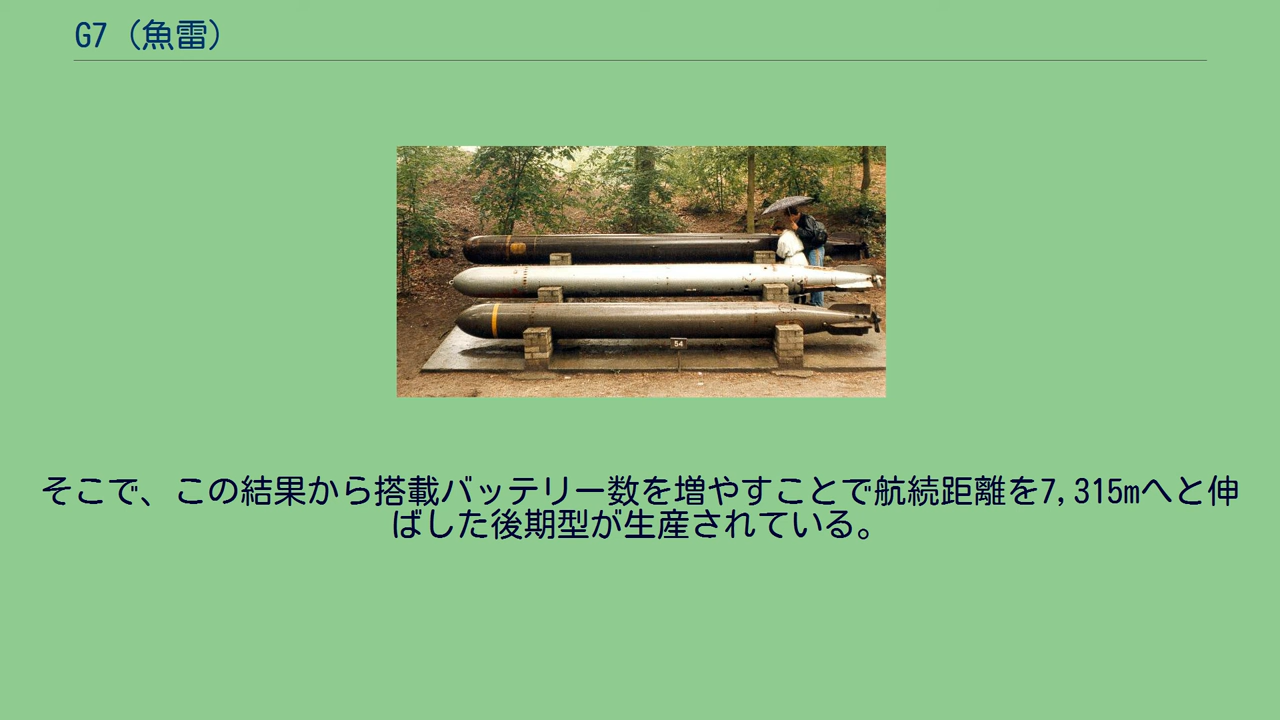 G7（魚雷）
54
そこで、この結果から搭載バッテリー数を増やすことで航続距離を7,315mへと伸
ばした後期型が生産されている。